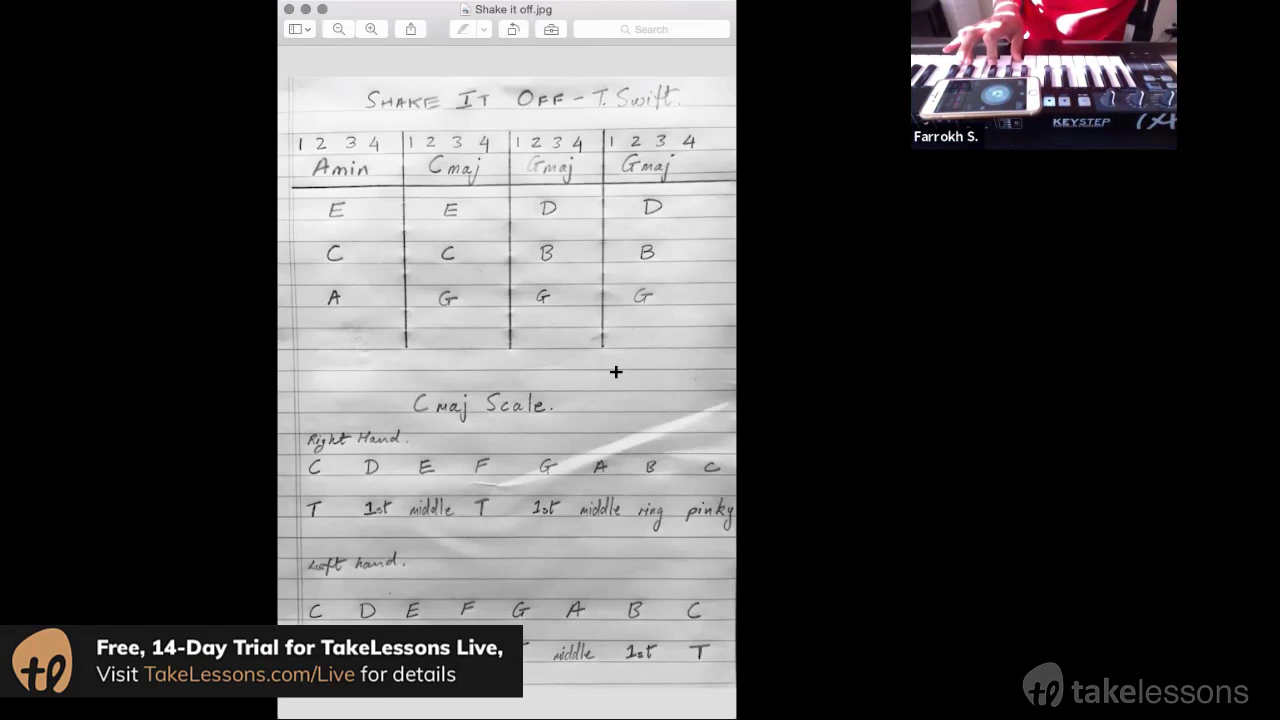 Shake it off.jpg
Search
SHAKE IT OFF - T. Swift.
1 2 3 4 1 2 3 4 1 2 3 4 1 2 3 4
Amin Cmaj Gmaj Gmaj
E E D D
C C B B
A G G G
C maj Scale.
Right Hand.
C D E F G A B C
T 1st middle T 1st middle ring pinky
Left hand.
C D E F G A B C
middle 1st T
Farrokh S.
KEYSTEP
Free, 14-Day Trial for TakeLessons Live,
Visit TakeLessons.com/Live for details
takelessons